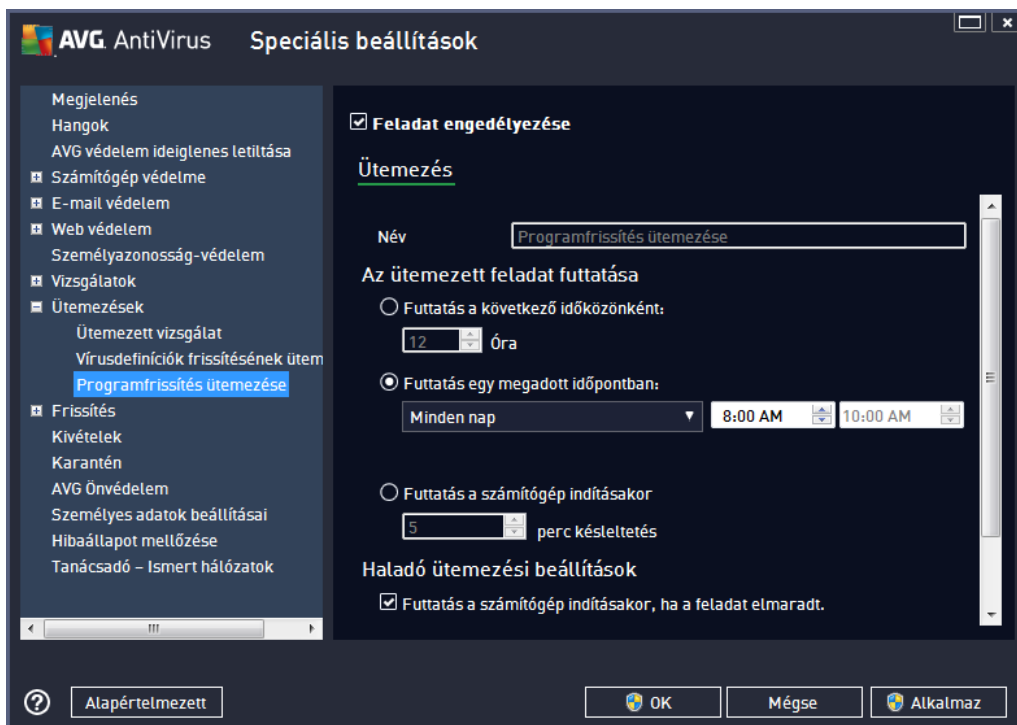 AVG. AntiVirus Speciális beállítások
Megjelenés
Hangok
AVG védelem ideiglenes letiltása
Számítógép védelme
E-mail védelem
Web védelem
Személyazonosság-védelem
Vizsgálatok
Ütemezések
Ütemezett vizsgálat
Vírusdefiníciók frissítésének ütem
Programfrissítés ütemezése
Frissítés
Kivételek
Karantén
AVG Önvédelem
Személyes adatok beállításai
Hibaállapot mellőzése
Tanácsadó – Ismert hálózatok
Feladat engedélyezése
Ütemezés
Név Programfrissítés ütemezése
Az ütemezett feladat futtatása
Futtatás a következő időközönként:
12 Óra
Futtatás egy megadott időpontban:
Minden nap 8:00 AM 10:00 AM
Futtatás a számítógép indításakor
5 perc késleltetés
Haladó ütemezési beállítások
Futtatás a számítógép indításakor, ha a feladat elmaradt.
? Alapértelmezett OK Mégse Alkalmaz